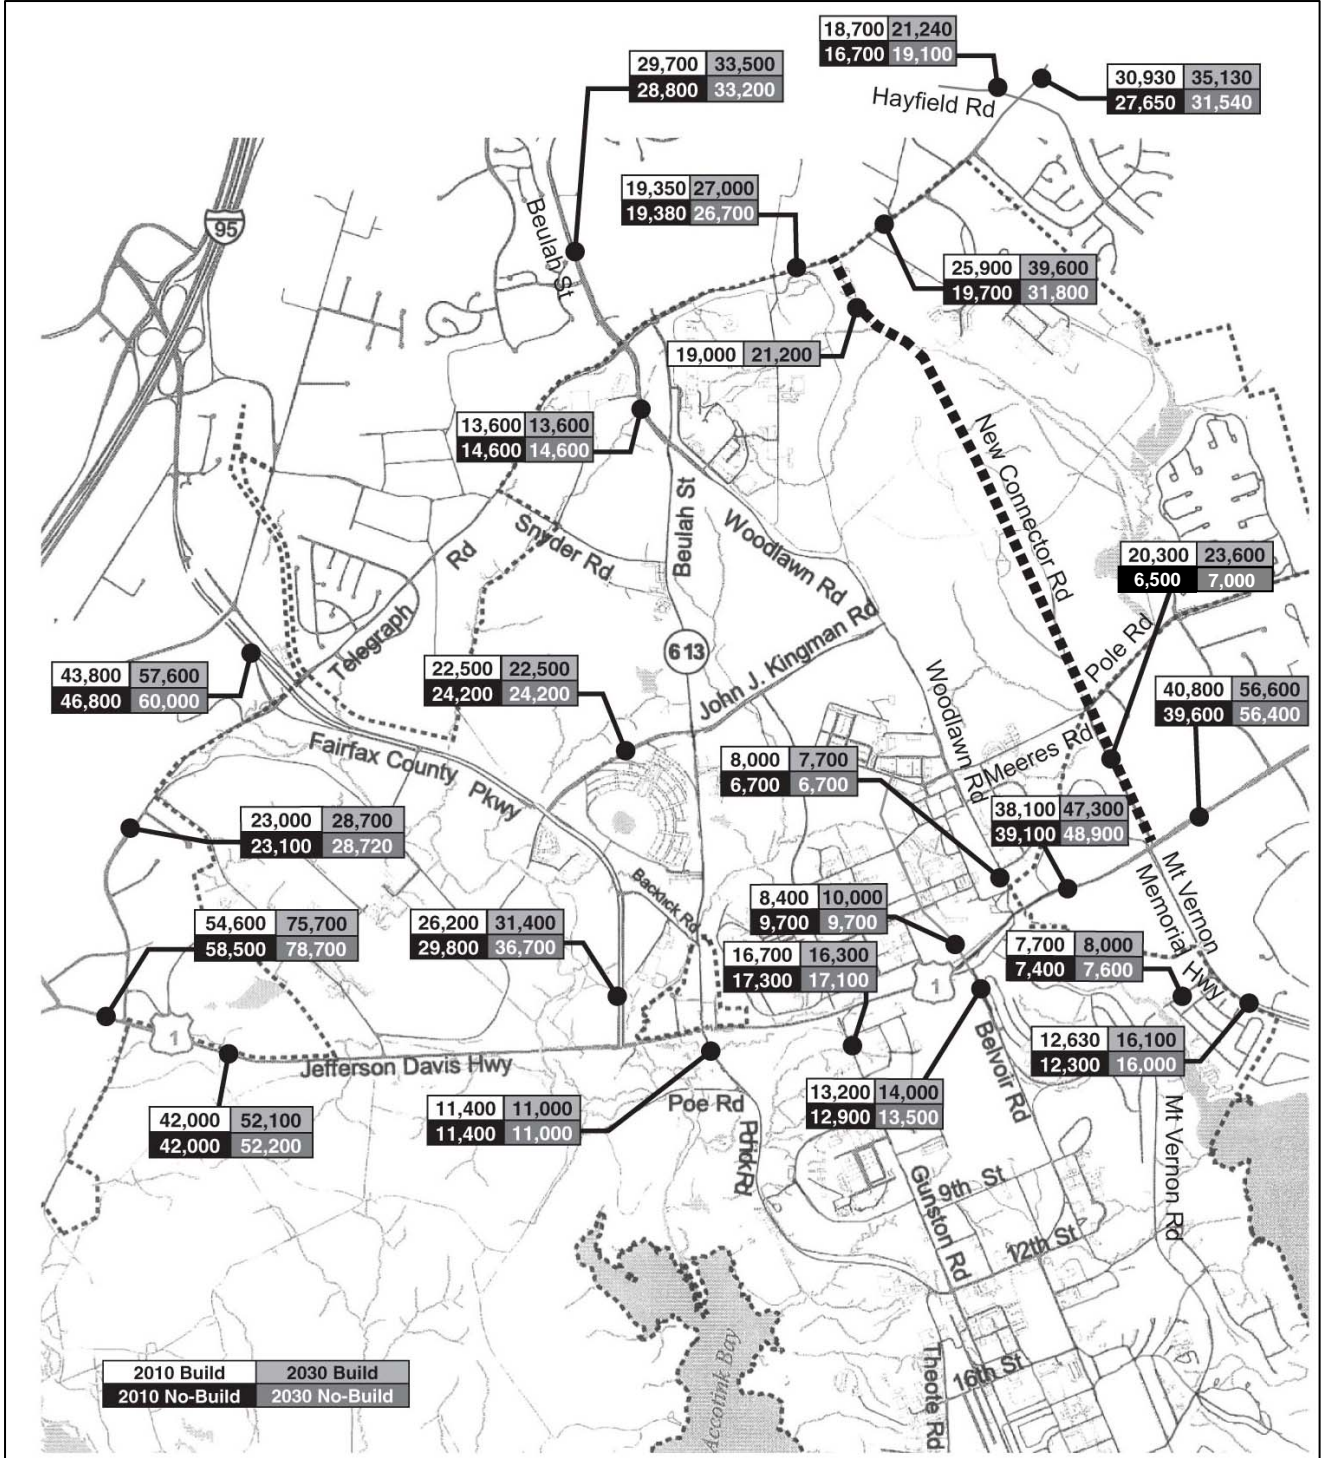 18,700 21,240
16,700 19,100
29,700 33,500
28,800 33,200
30,930 35,130
27,650 31,540
Hayfield Rd
19,350 27,000
19,380 26,700
95
Beulah St
25,900 39,600
19,700 31,800
19,000 21,200
13,600 13,600
14,600 14,600
New Connector Rd
Beulah St
Woodlawn Rd
Snyder Rd
Rd
20,300 23,600
6,500 7,000
Telegraph
613
Pole Rd
43,800 57,600
46,800 60,000
22,500 22,500
24,200 24,200
John J. Kingman Rd
Woodlawn Rd
40,800 56,600
39,600 56,400
Fairfax County Pkwy
8,000 7,700
6,700 6,700
Meeres Rd
23,000 28,700
23,100 28,720
38,100 47,300
39,100 48,900
Backlick Rd
Mt Vernon
Memorial Hwy
8,400 10,000
9,700 9,700
54,600 75,700
58,500 78,700
26,200 31,400
29,800 36,700
7,700 8,000
7,400 7,600
16,700 16,300
17,300 17,100
1
1
12,630 16,100
12,300 16,000
Jefferson Davis Hwy
Belvoir Rd
13,200 14,000
12,900 13,500
42,000 52,100
42,000 52,200
11,400 11,000
11,400 11,000
Poe Rd
Mt Vernon Rd
9th St
Gunston Rd
12th St
Accotink Bay
Theote Rd
16th St
2010 Build 2030 Build
2010 No-Build 2030 No-Build